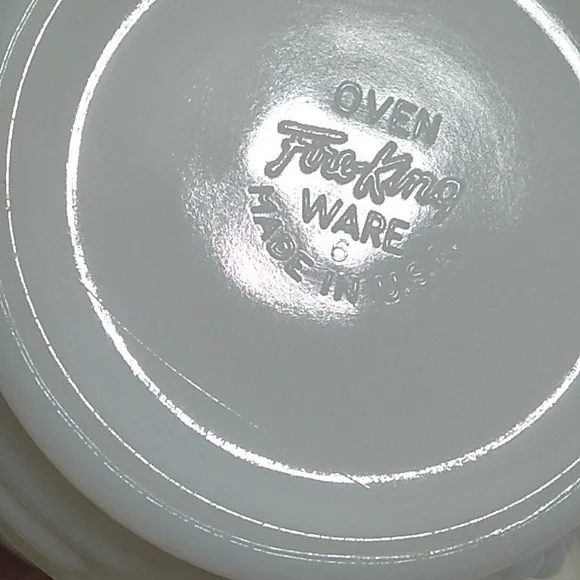 OVEN
Fire-King
WARE
6
MADE IN U.S.A.